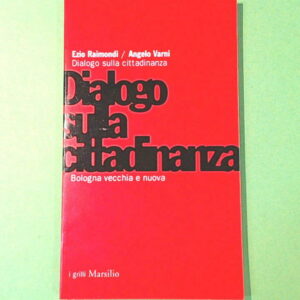 Ezio Raimondi / Angelo Varni
Dialogo sulla cittadinanza
Dialogo
sulla
cittadinanza
Bologna vecchia e nuova
i grilli Marsilio